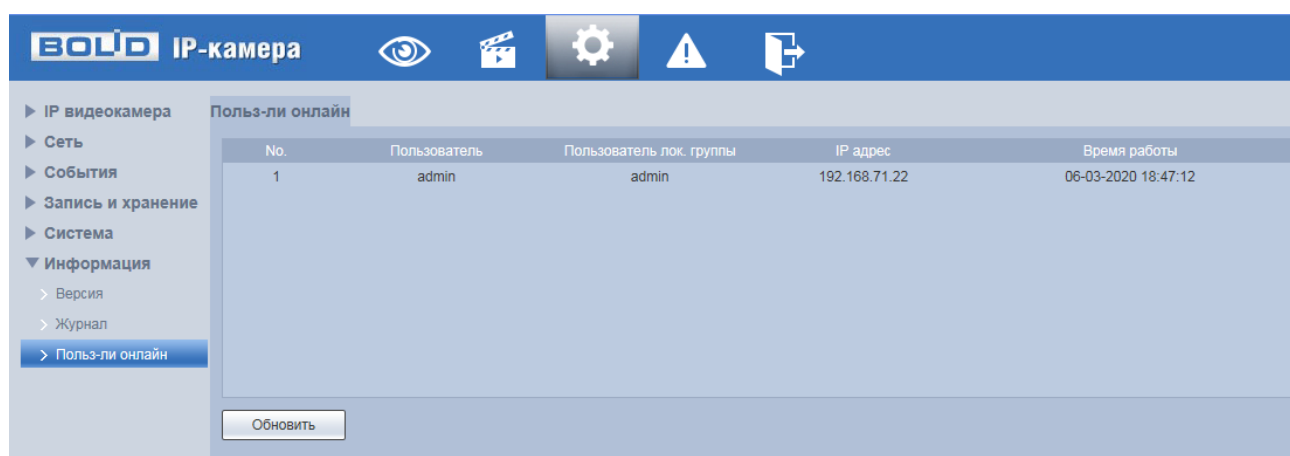 BOLID IP-камера
IP видеокамера
Сеть
События
Запись и хранение
Система
Информация
Версия
Журнал
Польз-ли онлайн
Польз-ли онлайн
No. Пользователь Пользователь лок. группы IP адрес Время работы
1 admin admin 192.168.71.22 06-03-2020 18:47:12
Обновить